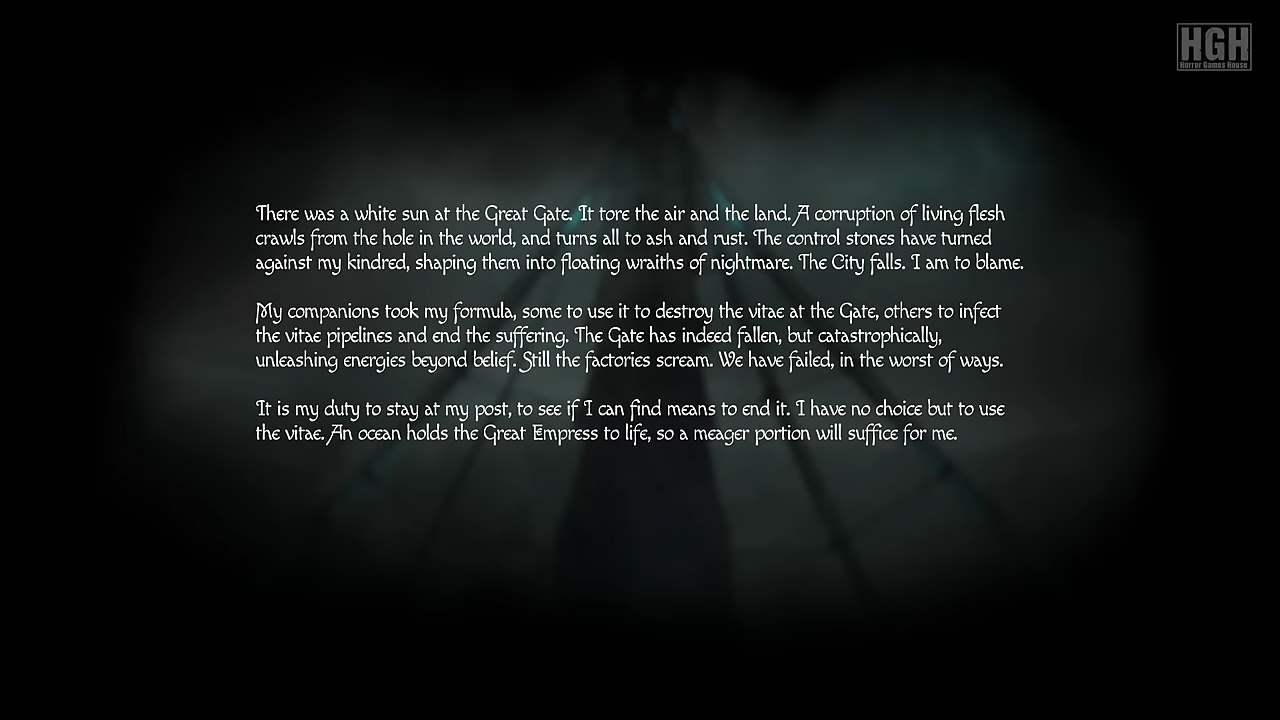 HGH
Horror Games House
There was a white sun at the Great Gate. It tore the air and the land. A corruption of living flesh
crawls from the hole in the world, and turns all to ash and rust. The control stones have turned
against my kindred, shaping them into floating wraiths of nightmare. The City falls. I am to blame.
My companions took my formula, some to use it to destroy the vitae at the Gate, others to infect
the vitae pipelines and end the suffering. The Gate has indeed fallen, but catastrophically,
unleashing energies beyond belief. Still the factories scream. We have failed, in the worst of ways.
It is my duty to stay at my post, to see if I can find means to end it. I have no choice but to use
the vitae. An ocean holds the Great Empress to life, so a meager portion will suffice for me.